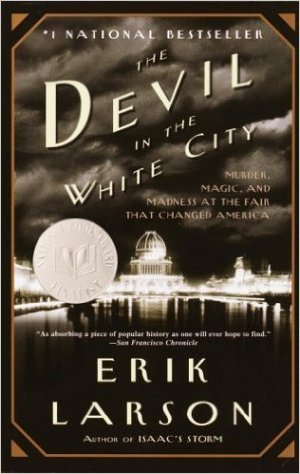 #1 NATIONAL BESTSELLER
THE
DEVIL
IN THE
WHITE CITY
MURDER,
MAGIC, AND
MADNESS AT THE FAIR
THAT CHANGED AMERICA
"As absorbing a piece of popular history as one will ever hope to find."
—San Francisco Chronicle
ERIK
LARSON
AUTHOR OF ISAAC'S STORM